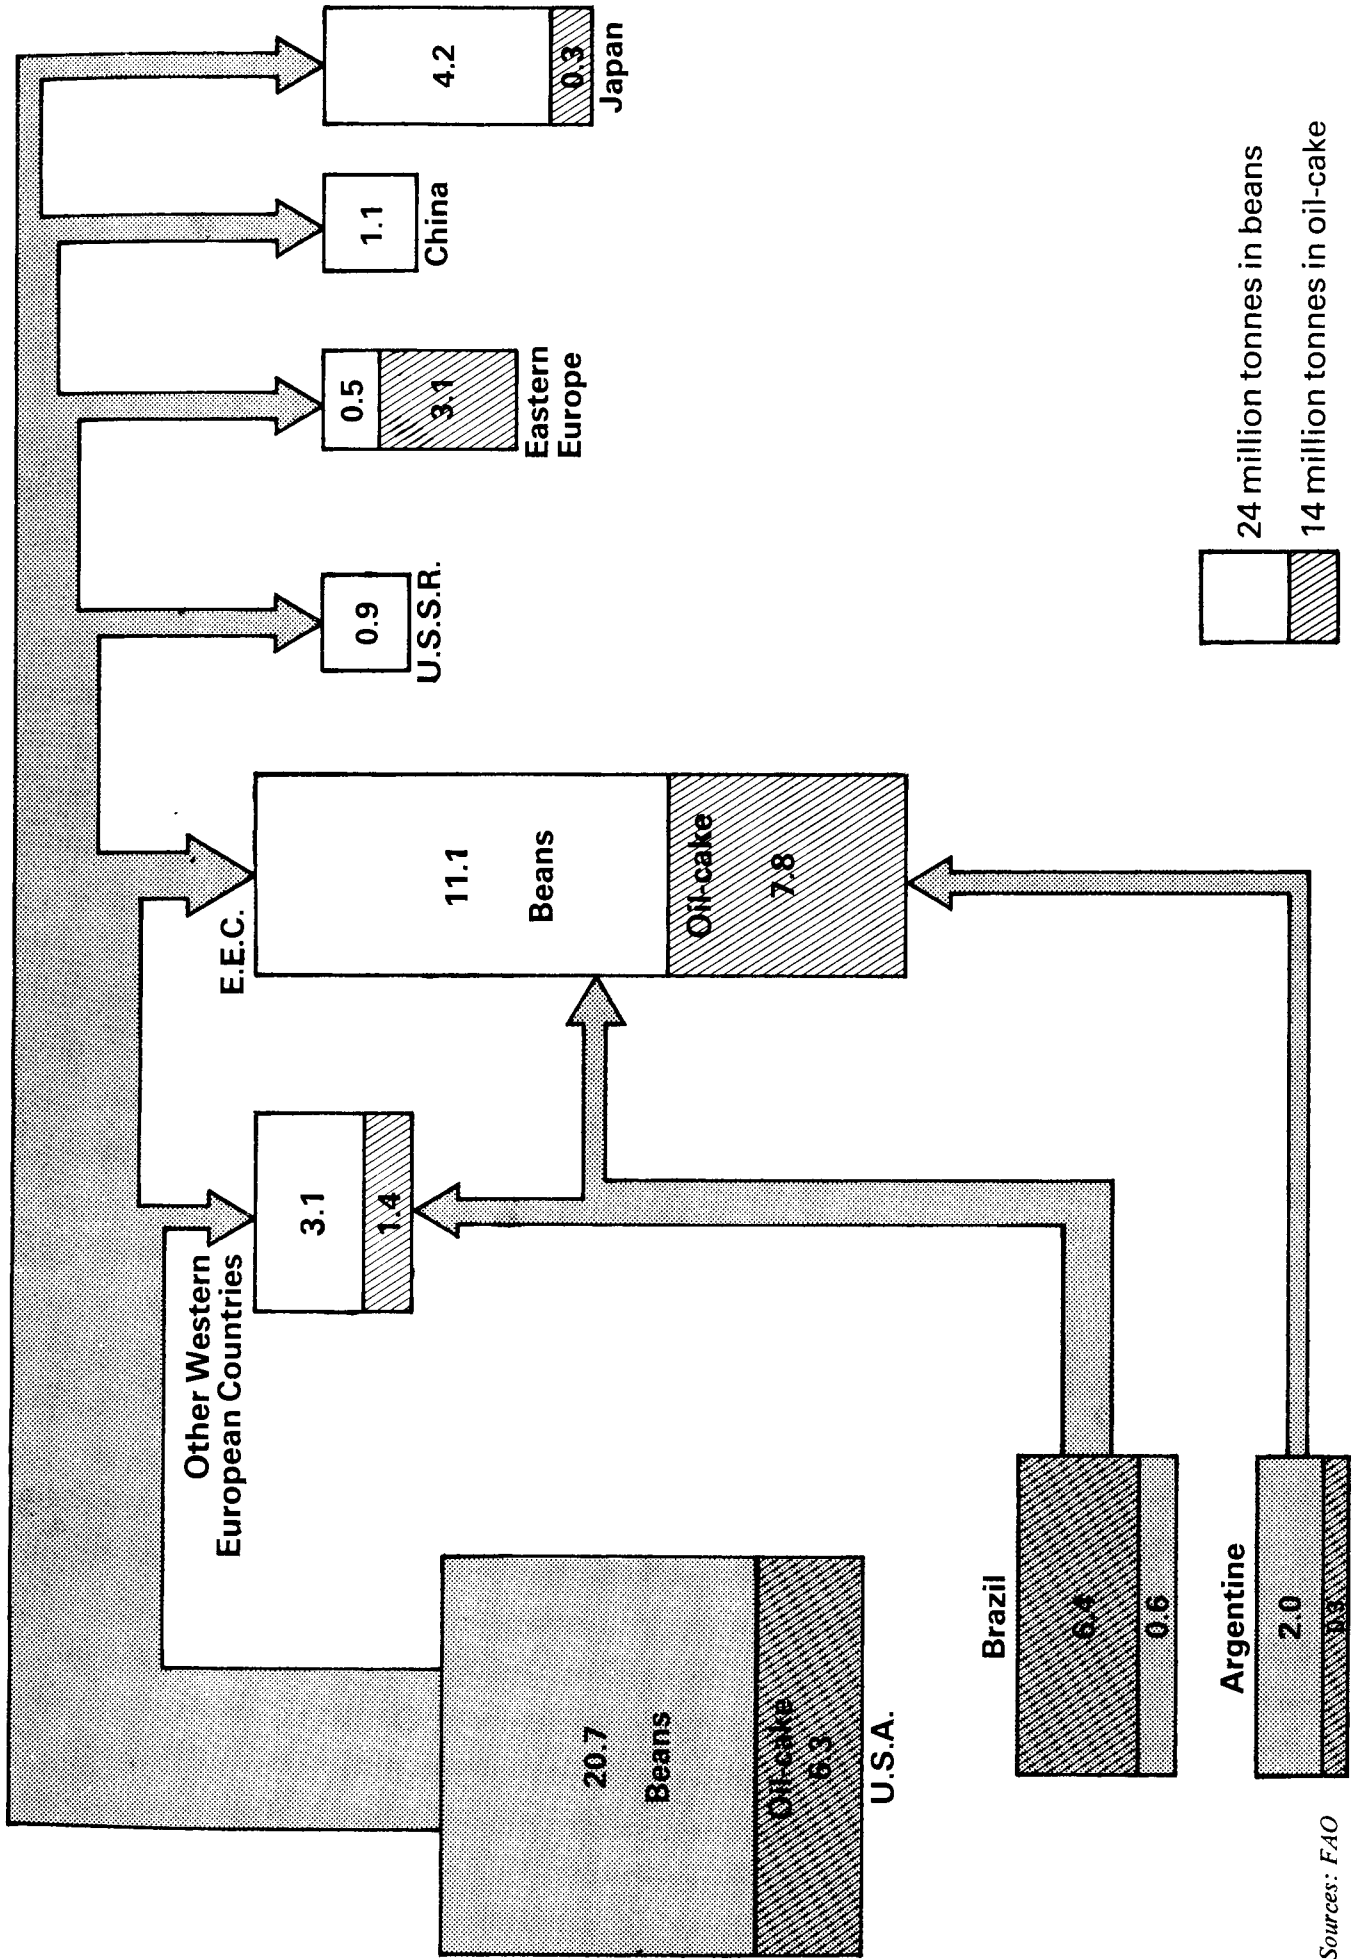 Other Western
European Countries
3.1
1.4
E.E.C.
11.1
Beans
Oil-cake
7.8
0.9
U.S.S.R.
0.5
3.1
Eastern
Europe
1.1
China
4.2
0.3
Japan
20.7
Beans
Oil-cake
6.3
U.S.A.
Brazil
6.4
0.6
Argentine
2.0
0.3
24 million tonnes in beans
14 million tonnes in oil-cake
Sources: FAO